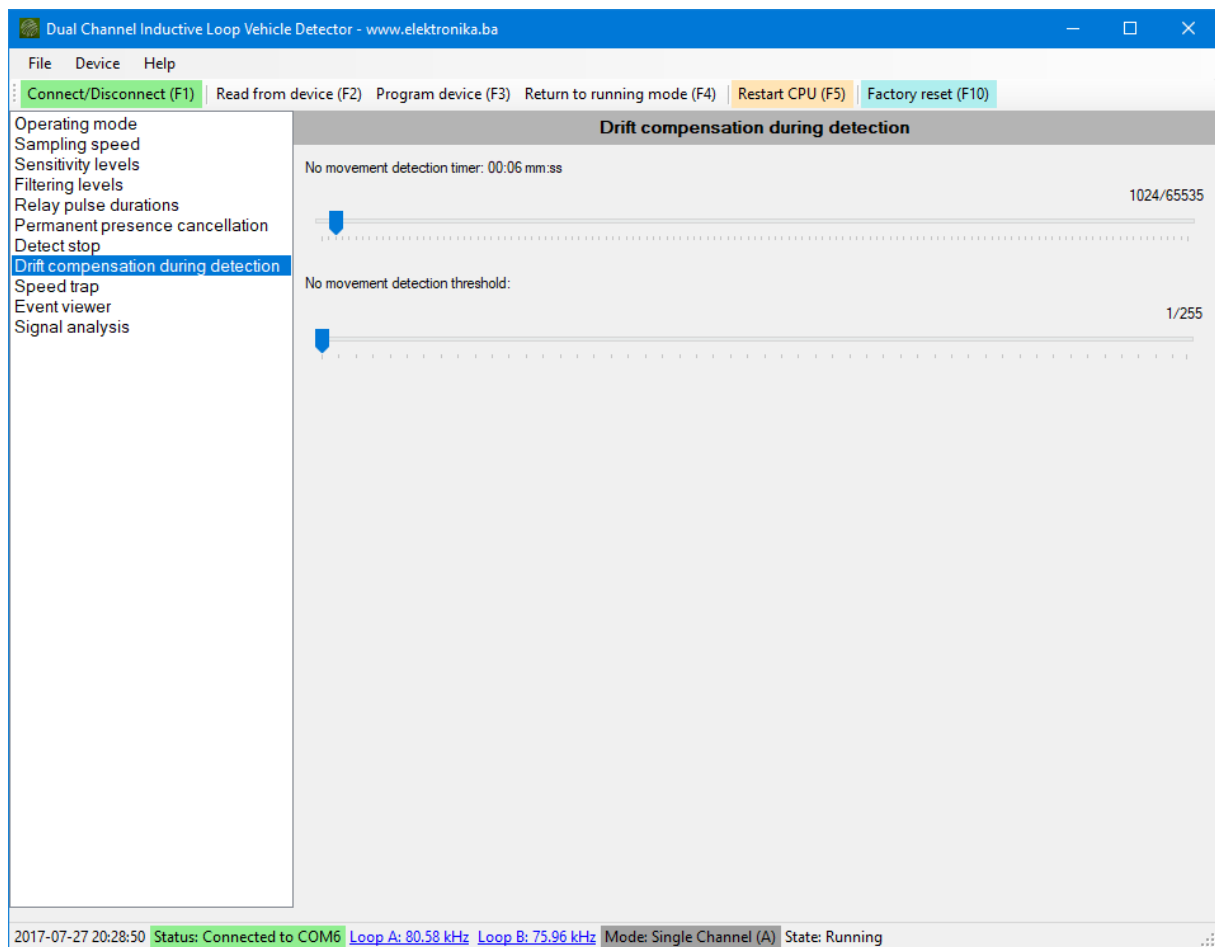 Dual Channel Inductive Loop Vehicle Detector - www.elektronika.ba
File Device Help
Connect/Disconnect (F1) Read from device (F2) Program device (F3) Return to running mode (F4) Restart CPU (F5) Factory reset (F10)
Operating mode
Sampling speed
Sensitivity levels
Filtering levels
Relay pulse durations
Permanent presence cancellation
Detect stop
Drift compensation during detection
Speed trap
Event viewer
Signal analysis
Drift compensation during detection
No movement detection timer: 00:06 mm:ss
1024/65535
No movement detection threshold:
1/255
2017-07-27 20:28:50 Status: Connected to COM6 Loop A: 80.58 kHz Loop B: 75.96 kHz Mode: Single Channel (A) State: Running